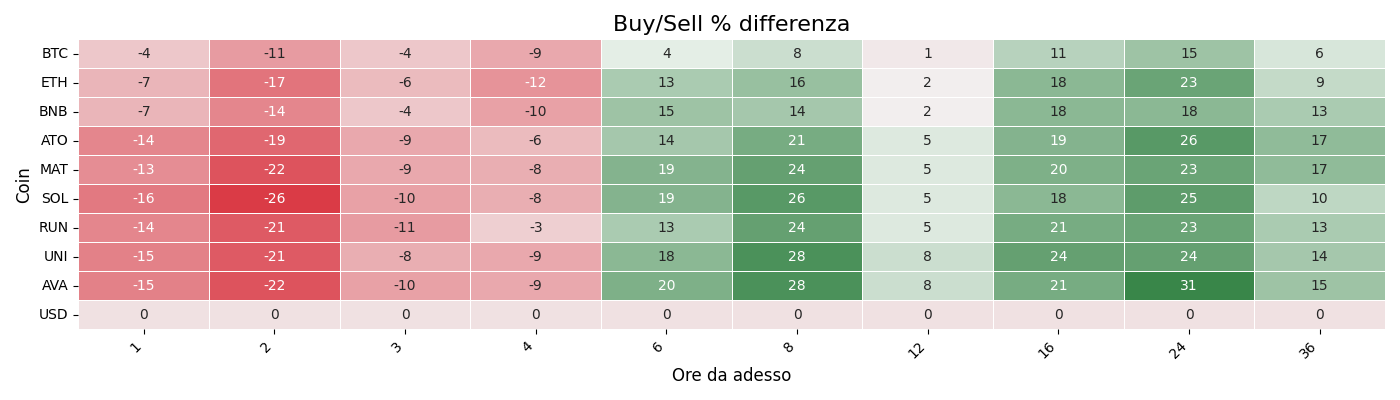 Buy/Sell % differenza
BTC -4 -11 -4 -9 4 8 1 11 15 6
ETH -7 -17 -6 -12 13 16 2 18 23 9
BNB -7 -14 -4 -10 15 14 2 18 18 13
ATO -14 -19 -9 -6 14 21 5 19 26 17
MAT -13 -22 -9 -8 19 24 5 20 23 17
SOL -16 -26 -10 -8 19 26 5 18 25 10
RUN -14 -21 -11 -3 13 24 5 21 23 13
UNI -15 -21 -8 -9 18 28 8 24 24 14
AVA -15 -22 -10 -9 20 28 8 21 31 15
USD 0 0 0 0 0 0 0 0 0 0
Coin
1 2 3 4 6 8 12 16 24 36
Ore da adesso